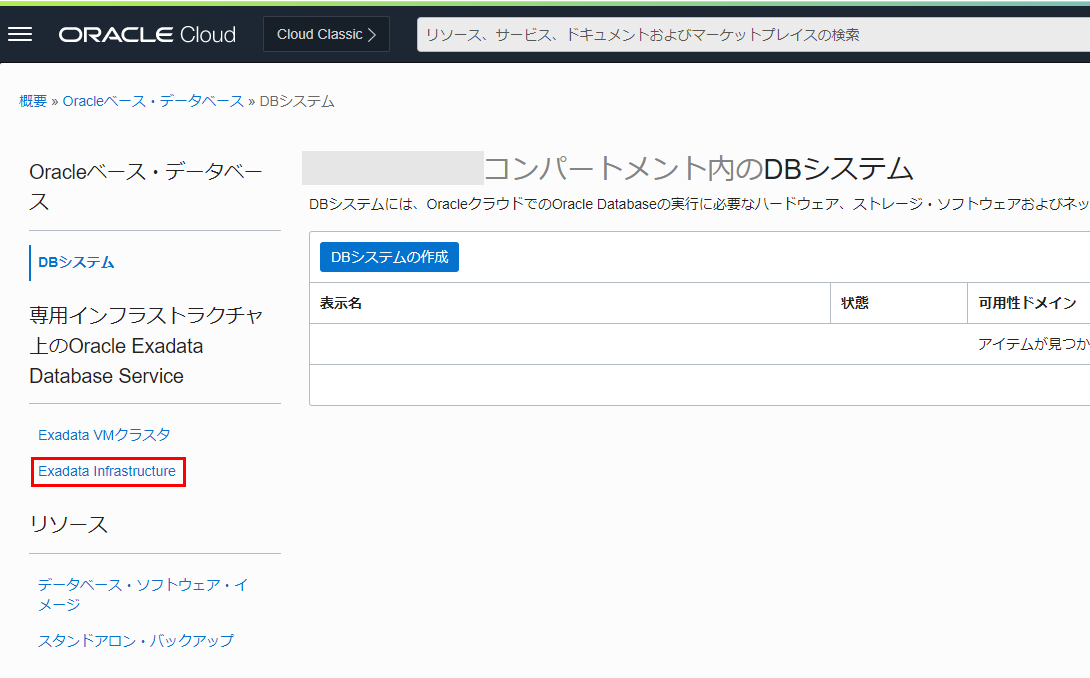 ORACLE Cloud
Cloud Classic
リソース、サービス、ドキュメントおよびマーケットプレイスの検索
概要 » Oracleベース・データベース » DBシステム
Oracleベース・データベー
ス
DBシステム
専用インフラストラクチャ
上のOracle Exadata
Database Service
Exadata VMクラスタ
Exadata Infrastructure
リソース
データベース・ソフトウェア・イ
メージ
スタンドアロン・バックアップ
コンパートメント内のDBシステム
DBシステムには、OracleクラウドでのOracle Databaseの実行に必要なハードウェア、ストレージ・ソフトウェアおよびネッ
DBシステムの作成
表示名 状態 可用性ドメイン
アイテムが見つか